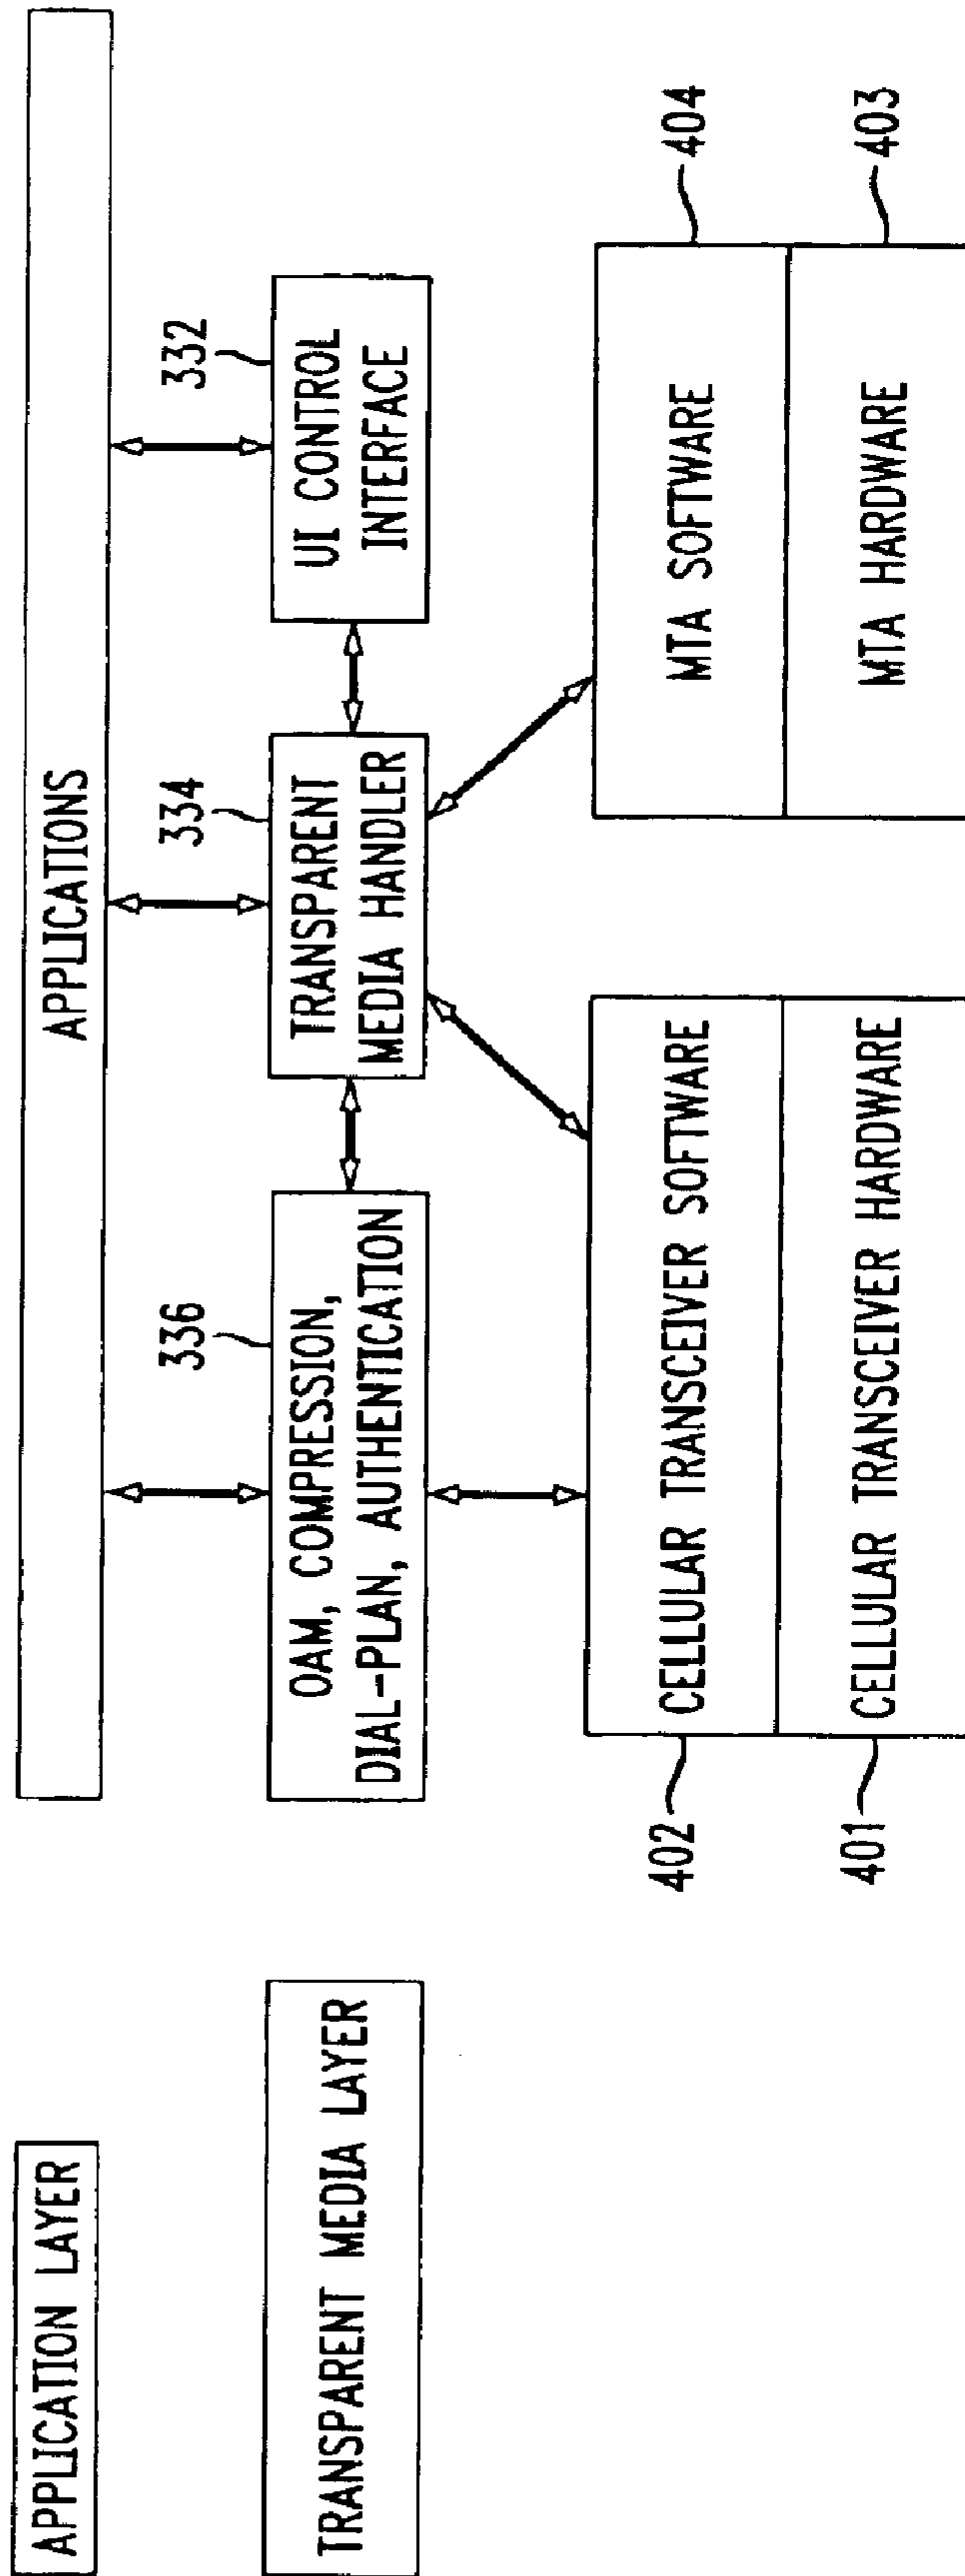 APPLICATION LAYER
APPLICATIONS
336
334
332
TRANSPARENT MEDIA LAYER
OAM, COMPRESSION,
DIAL-PLAN, AUTHENTICATION
TRANSPARENT
MEDIA HANDLER
UI CONTROL
INTERFACE
402
CELLULAR TRANSCEIVER SOFTWARE
MTA SOFTWARE
404
401
CELLULAR TRANSCEIVER HARDWARE
MTA HARDWARE
403